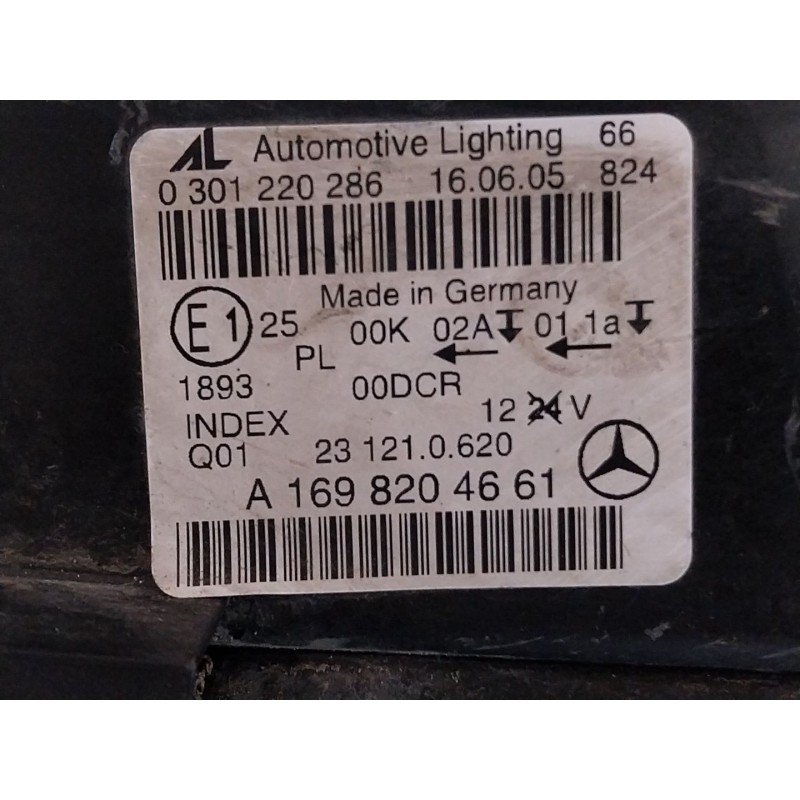 AL Automotive Lighting 66
0 301 220 286 16.06.05 824
Made in Germany
E1 25 00K 02A 01 1a
PL
1893 00DCR
INDEX 12 24 V
Q01 23 121.0.620
A 169 820 46 61